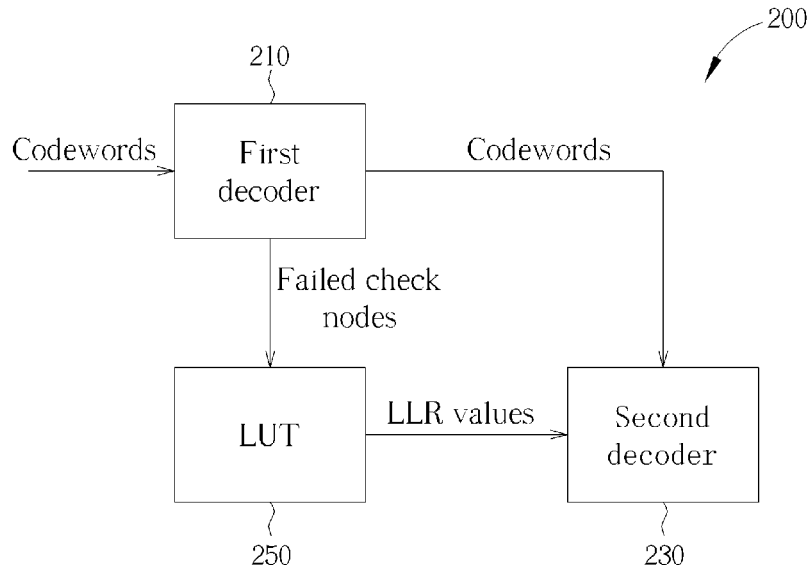 200
210
Codewords
First
decoder
Codewords
Failed check
nodes
LUT
LLR values
Second
decoder
250
230